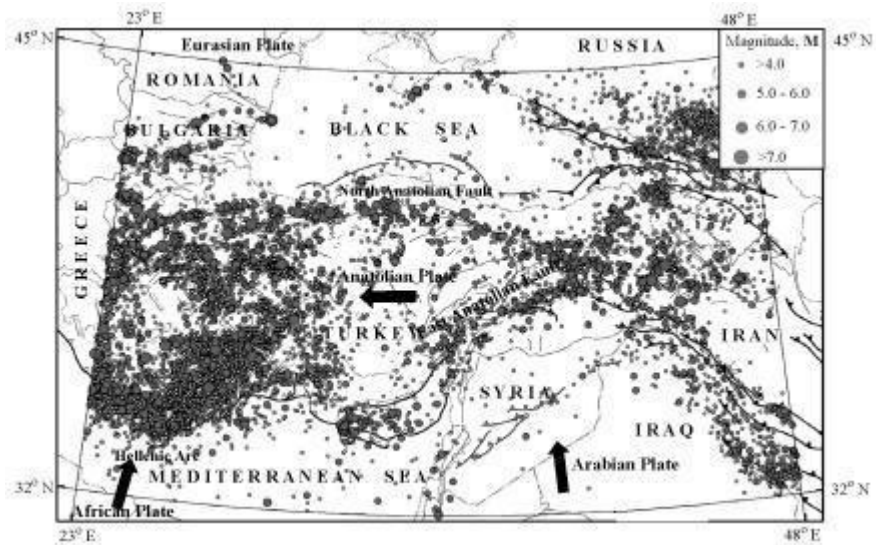 23° E
48° E
45° N
45° N
Eurasian Plate
RUSSIA
Magnitude, M
>4.0
5.0 - 6.0
6.0 - 7.0
>7.0
ROMANIA
BULGARIA
BLACK SEA
North Anatolian Fault
GREECE
Anatolian Plate
East Anatolian Fault
TURKEY
IRAN
SYRIA
IRAQ
Hellenic Arc
MEDITERRANEAN SEA
Arabian Plate
32° N
32° N
African Plate
23° E
48° E